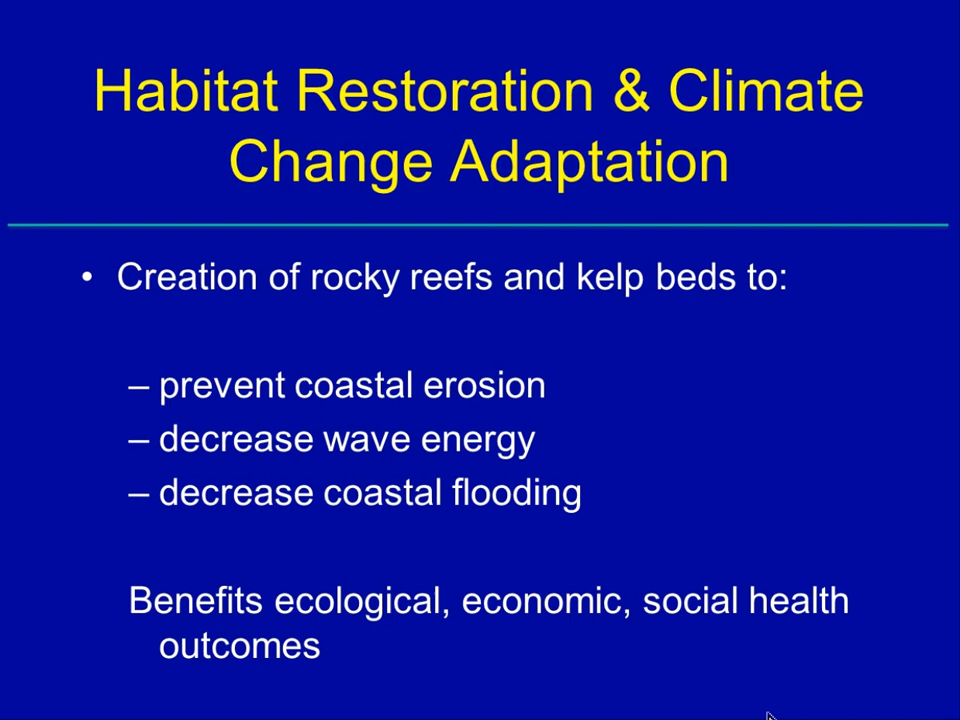 Habitat Restoration & Climate
Change Adaptation
• Creation of rocky reefs and kelp beds to:
– prevent coastal erosion
– decrease wave energy
– decrease coastal flooding
Benefits ecological, economic, social health
outcomes